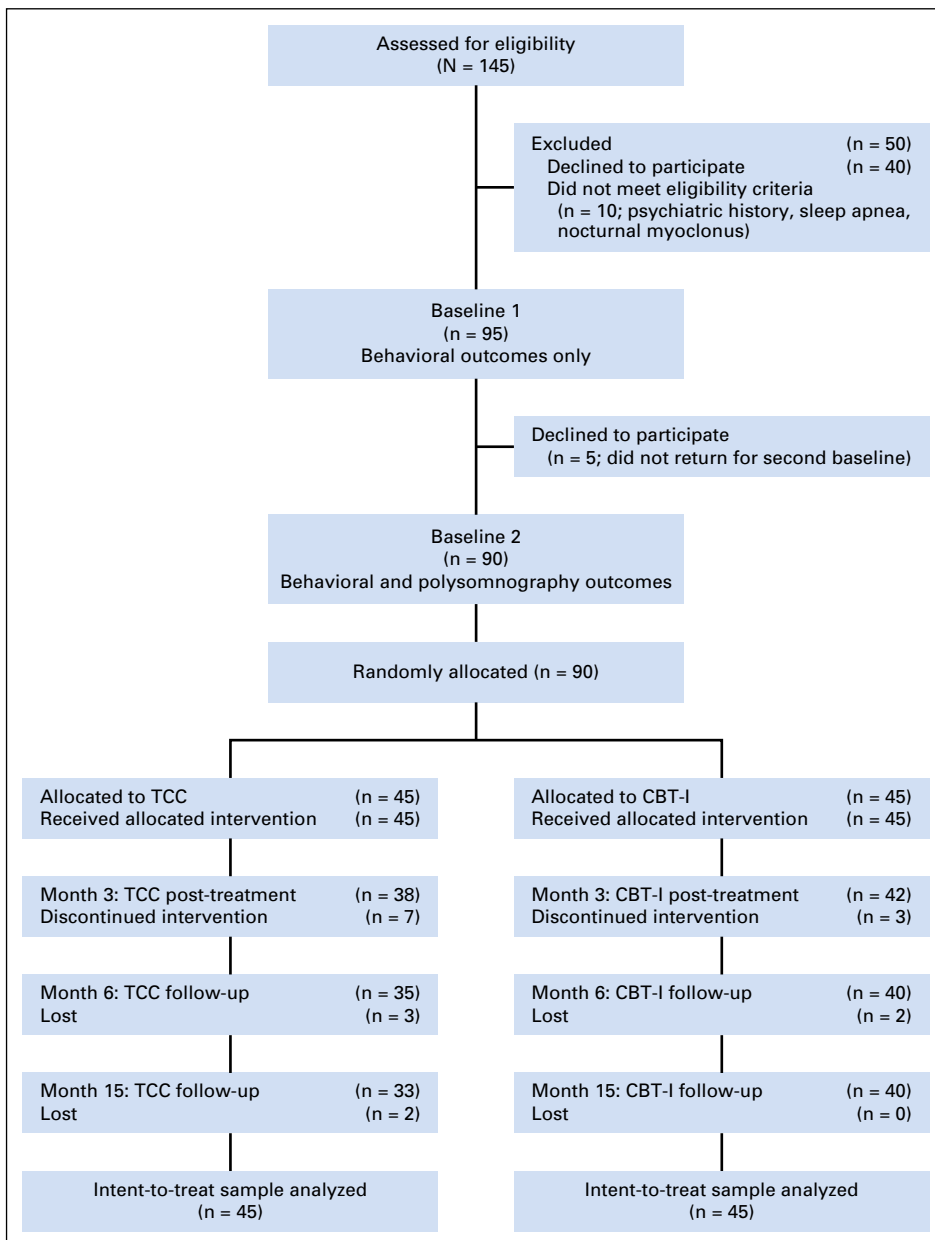 Assessed for eligibility
(N = 145)
Excluded (n = 50)
Declined to participate (n = 40)
Did not meet eligibility criteria
(n = 10; psychiatric history, sleep apnea,
nocturnal myoclonus)
Baseline 1
(n = 95)
Behavioral outcomes only
Declined to participate
(n = 5; did not return for second baseline)
Baseline 2
(n = 90)
Behavioral and polysomnography outcomes
Randomly allocated (n = 90)
Allocated to TCC (n = 45)
Received allocated intervention (n = 45)
Month 3: TCC post-treatment (n = 38)
Discontinued intervention (n = 7)
Month 6: TCC follow-up (n = 35)
Lost (n = 3)
Month 15: TCC follow-up (n = 33)
Lost (n = 2)
Intent-to-treat sample analyzed
(n = 45)
Allocated to CBT-I (n = 45)
Received allocated intervention (n = 45)
Month 3: CBT-I post-treatment (n = 42)
Discontinued intervention (n = 3)
Month 6: CBT-I follow-up (n = 40)
Lost (n = 2)
Month 15: CBT-I follow-up (n = 40)
Lost (n = 0)
Intent-to-treat sample analyzed
(n = 45)